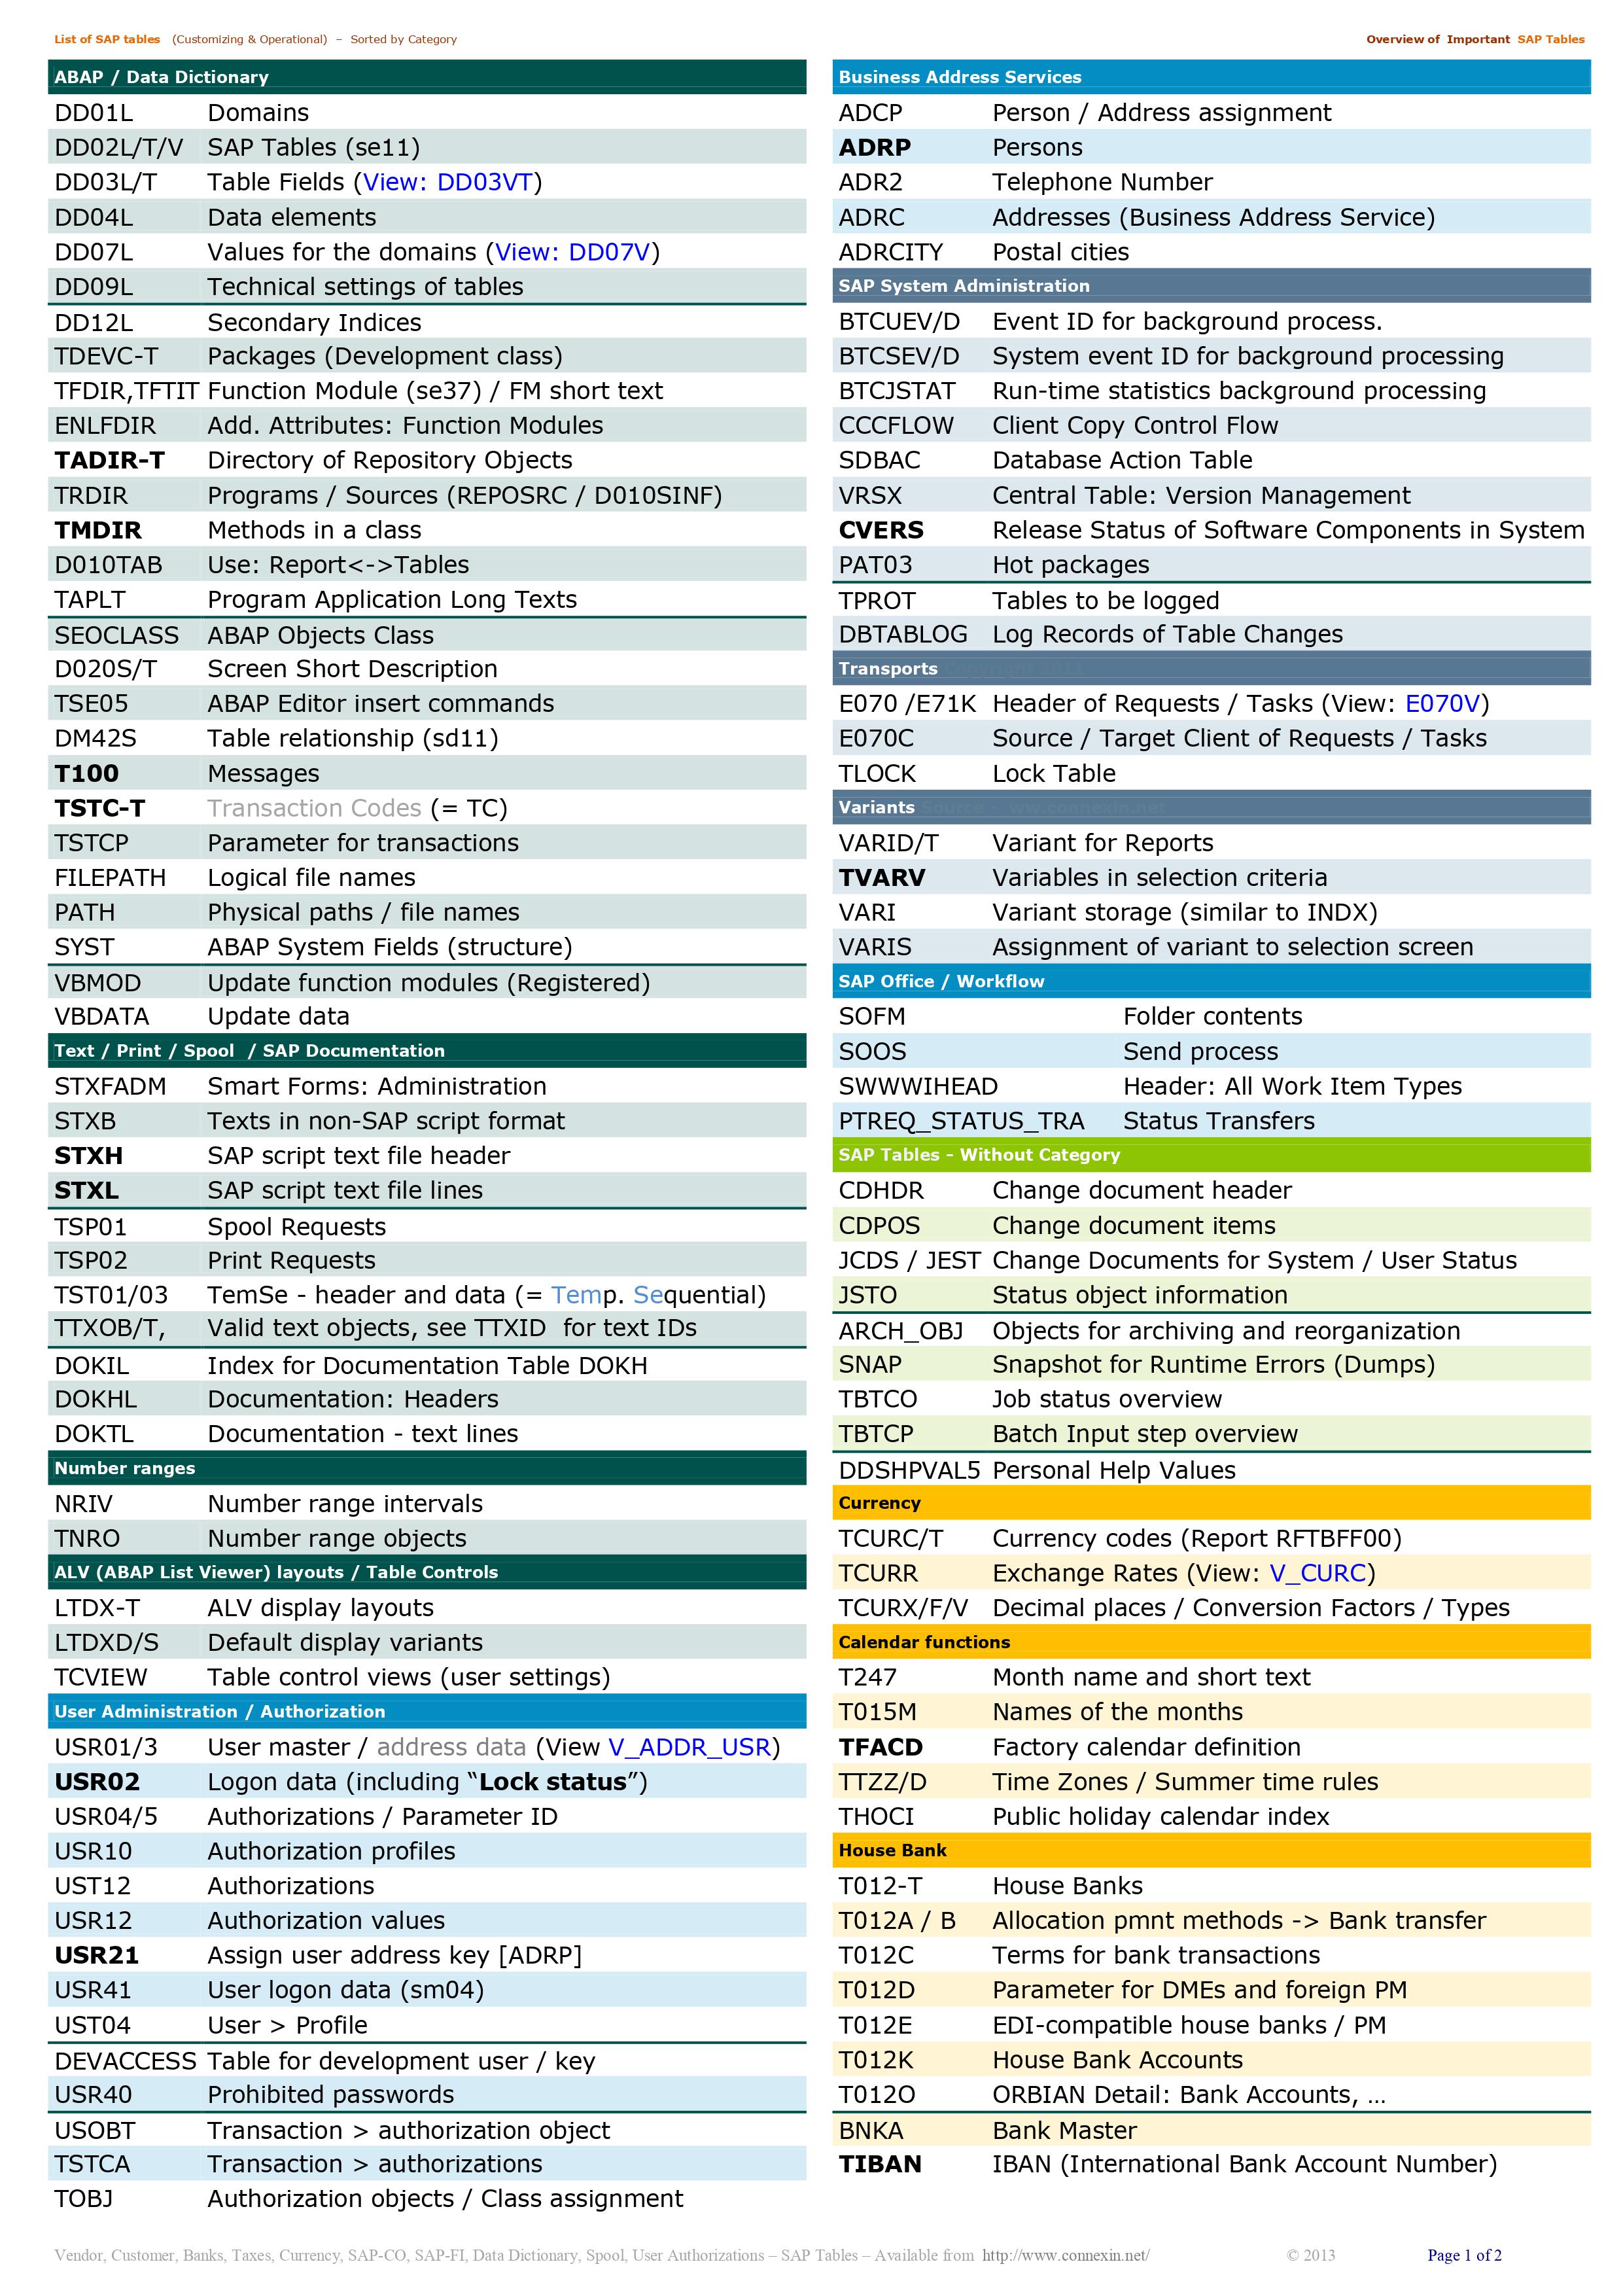 List of SAP tables (Customizing & Operational) – Sorted by Category
Overview of Important SAP Tables
ABAP / Data Dictionary
DD01L Domains
DD02L/T/V SAP Tables (se11)
DD03L/T Table Fields (View: DD03VT)
DD04L Data elements
DD07L Values for the domains (View: DD07V)
DD09L Technical settings of tables
DD12L Secondary Indices
TDEVC-T Packages (Development class)
TFDIR,TFTIT Function Module (se37) / FM short text
ENLFDIR Add. Attributes: Function Modules
TADIR-T Directory of Repository Objects
TRDIR Programs / Sources (REPOSRC / D010SINF)
TMDIR Methods in a class
D010TAB Use: Report<->Tables
TAPLT Program Application Long Texts
SEOCLASS ABAP Objects Class
D020S/T Screen Short Description
TSE05 ABAP Editor insert commands
DM42S Table relationship (sd11)
T100 Messages
TSTC-T Transaction Codes (= TC)
TSTCP Parameter for transactions
FILEPATH Logical file names
PATH Physical paths / file names
SYST ABAP System Fields (structure)
VBMOD Update function modules (Registered)
VBDATA Update data
Text / Print / Spool / SAP Documentation
STXFADM Smart Forms: Administration
STXB Texts in non-SAP script format
STXH SAP script text file header
STXL SAP script text file lines
TSP01 Spool Requests
TSP02 Print Requests
TST01/03 TemSe - header and data (= Temp. Sequential)
TTXOB/T, Valid text objects, see TTXID for text IDs
DOKIL Index for Documentation Table DOKH
DOKHL Documentation: Headers
DOKTL Documentation - text lines
Number ranges
NRIV Number range intervals
TNRO Number range objects
ALV (ABAP List Viewer) layouts / Table Controls
LTDX-T ALV display layouts
LTDXD/S Default display variants
TCVIEW Table control views (user settings)
User Administration / Authorization
USR01/3 User master / address data (View V_ADDR_USR)
USR02 Logon data (including “Lock status”)
USR04/5 Authorizations / Parameter ID
USR10 Authorization profiles
UST12 Authorizations
USR12 Authorization values
USR21 Assign user address key [ADRP]
USR41 User logon data (sm04)
UST04 User > Profile
DEVACCESS Table for development user / key
USR40 Prohibited passwords
USOBT Transaction > authorization object
TSTCA Transaction > authorizations
TOBJ Authorization objects / Class assignment
Business Address Services
ADCP Person / Address assignment
ADRP Persons
ADR2 Telephone Number
ADRC Addresses (Business Address Service)
ADRCITY Postal cities
SAP System Administration
BTCUEV/D Event ID for background process.
BTCSEV/D System event ID for background processing
BTCJSTAT Run-time statistics background processing
CCCFLOW Client Copy Control Flow
SDBAC Database Action Table
VRSX Central Table: Version Management
CVERS Release Status of Software Components in System
PAT03 Hot packages
TPROT Tables to be logged
DBTABLOG Log Records of Table Changes
Transports
E070 /E71K Header of Requests / Tasks (View: E070V)
E070C Source / Target Client of Requests / Tasks
TLOCK Lock Table
Variants Source - ww.connexin.net
VARID/T Variant for Reports
TVARV Variables in selection criteria
VARI Variant storage (similar to INDX)
VARIS Assignment of variant to selection screen
SAP Office / Workflow
SOFM Folder contents
SOOS Send process
SWWWIHEAD Header: All Work Item Types
PTREQ_STATUS_TRA Status Transfers
SAP Tables - Without Category
CDHDR Change document header
CDPOS Change document items
JCDS / JEST Change Documents for System / User Status
JSTO Status object information
ARCH_OBJ Objects for archiving and reorganization
SNAP Snapshot for Runtime Errors (Dumps)
TBTCO Job status overview
TBTCP Batch Input step overview
DDSHPVAL5 Personal Help Values
Currency
TCURC/T Currency codes (Report RFTBFF00)
TCURR Exchange Rates (View: V_CURC)
TCURX/F/V Decimal places / Conversion Factors / Types
Calendar functions
T247 Month name and short text
T015M Names of the months
TFACD Factory calendar definition
TTZZ/D Time Zones / Summer time rules
THOCI Public holiday calendar index
House Bank
T012-T House Banks
T012A / B Allocation pmnt methods -> Bank transfer
T012C Terms for bank transactions
T012D Parameter for DMEs and foreign PM
T012E EDI-compatible house banks / PM
T012K House Bank Accounts
T012O ORBIAN Detail: Bank Accounts, ...
BNKA Bank Master
TIBAN IBAN (International Bank Account Number)
Vendor, Customer, Banks, Taxes, Currency, SAP-CO, SAP-FI, Data Dictionary, Spool, User Authorizations – SAP Tables – Available from http://www.connexin.net/ © 2013 Page 1 of 2